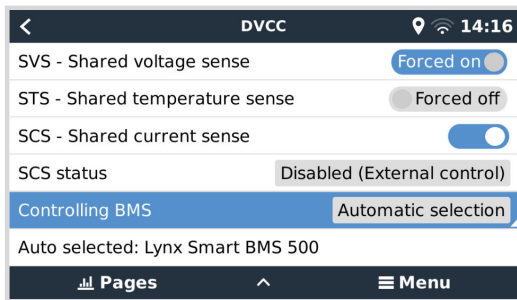 DVCC 14:16
SVS - Shared voltage sense Forced on
STS - Shared temperature sense Forced off
SCS - Shared current sense
SCS status Disabled (External control)
Controlling BMS Automatic selection
Auto selected: Lynx Smart BMS 500
Pages Menu